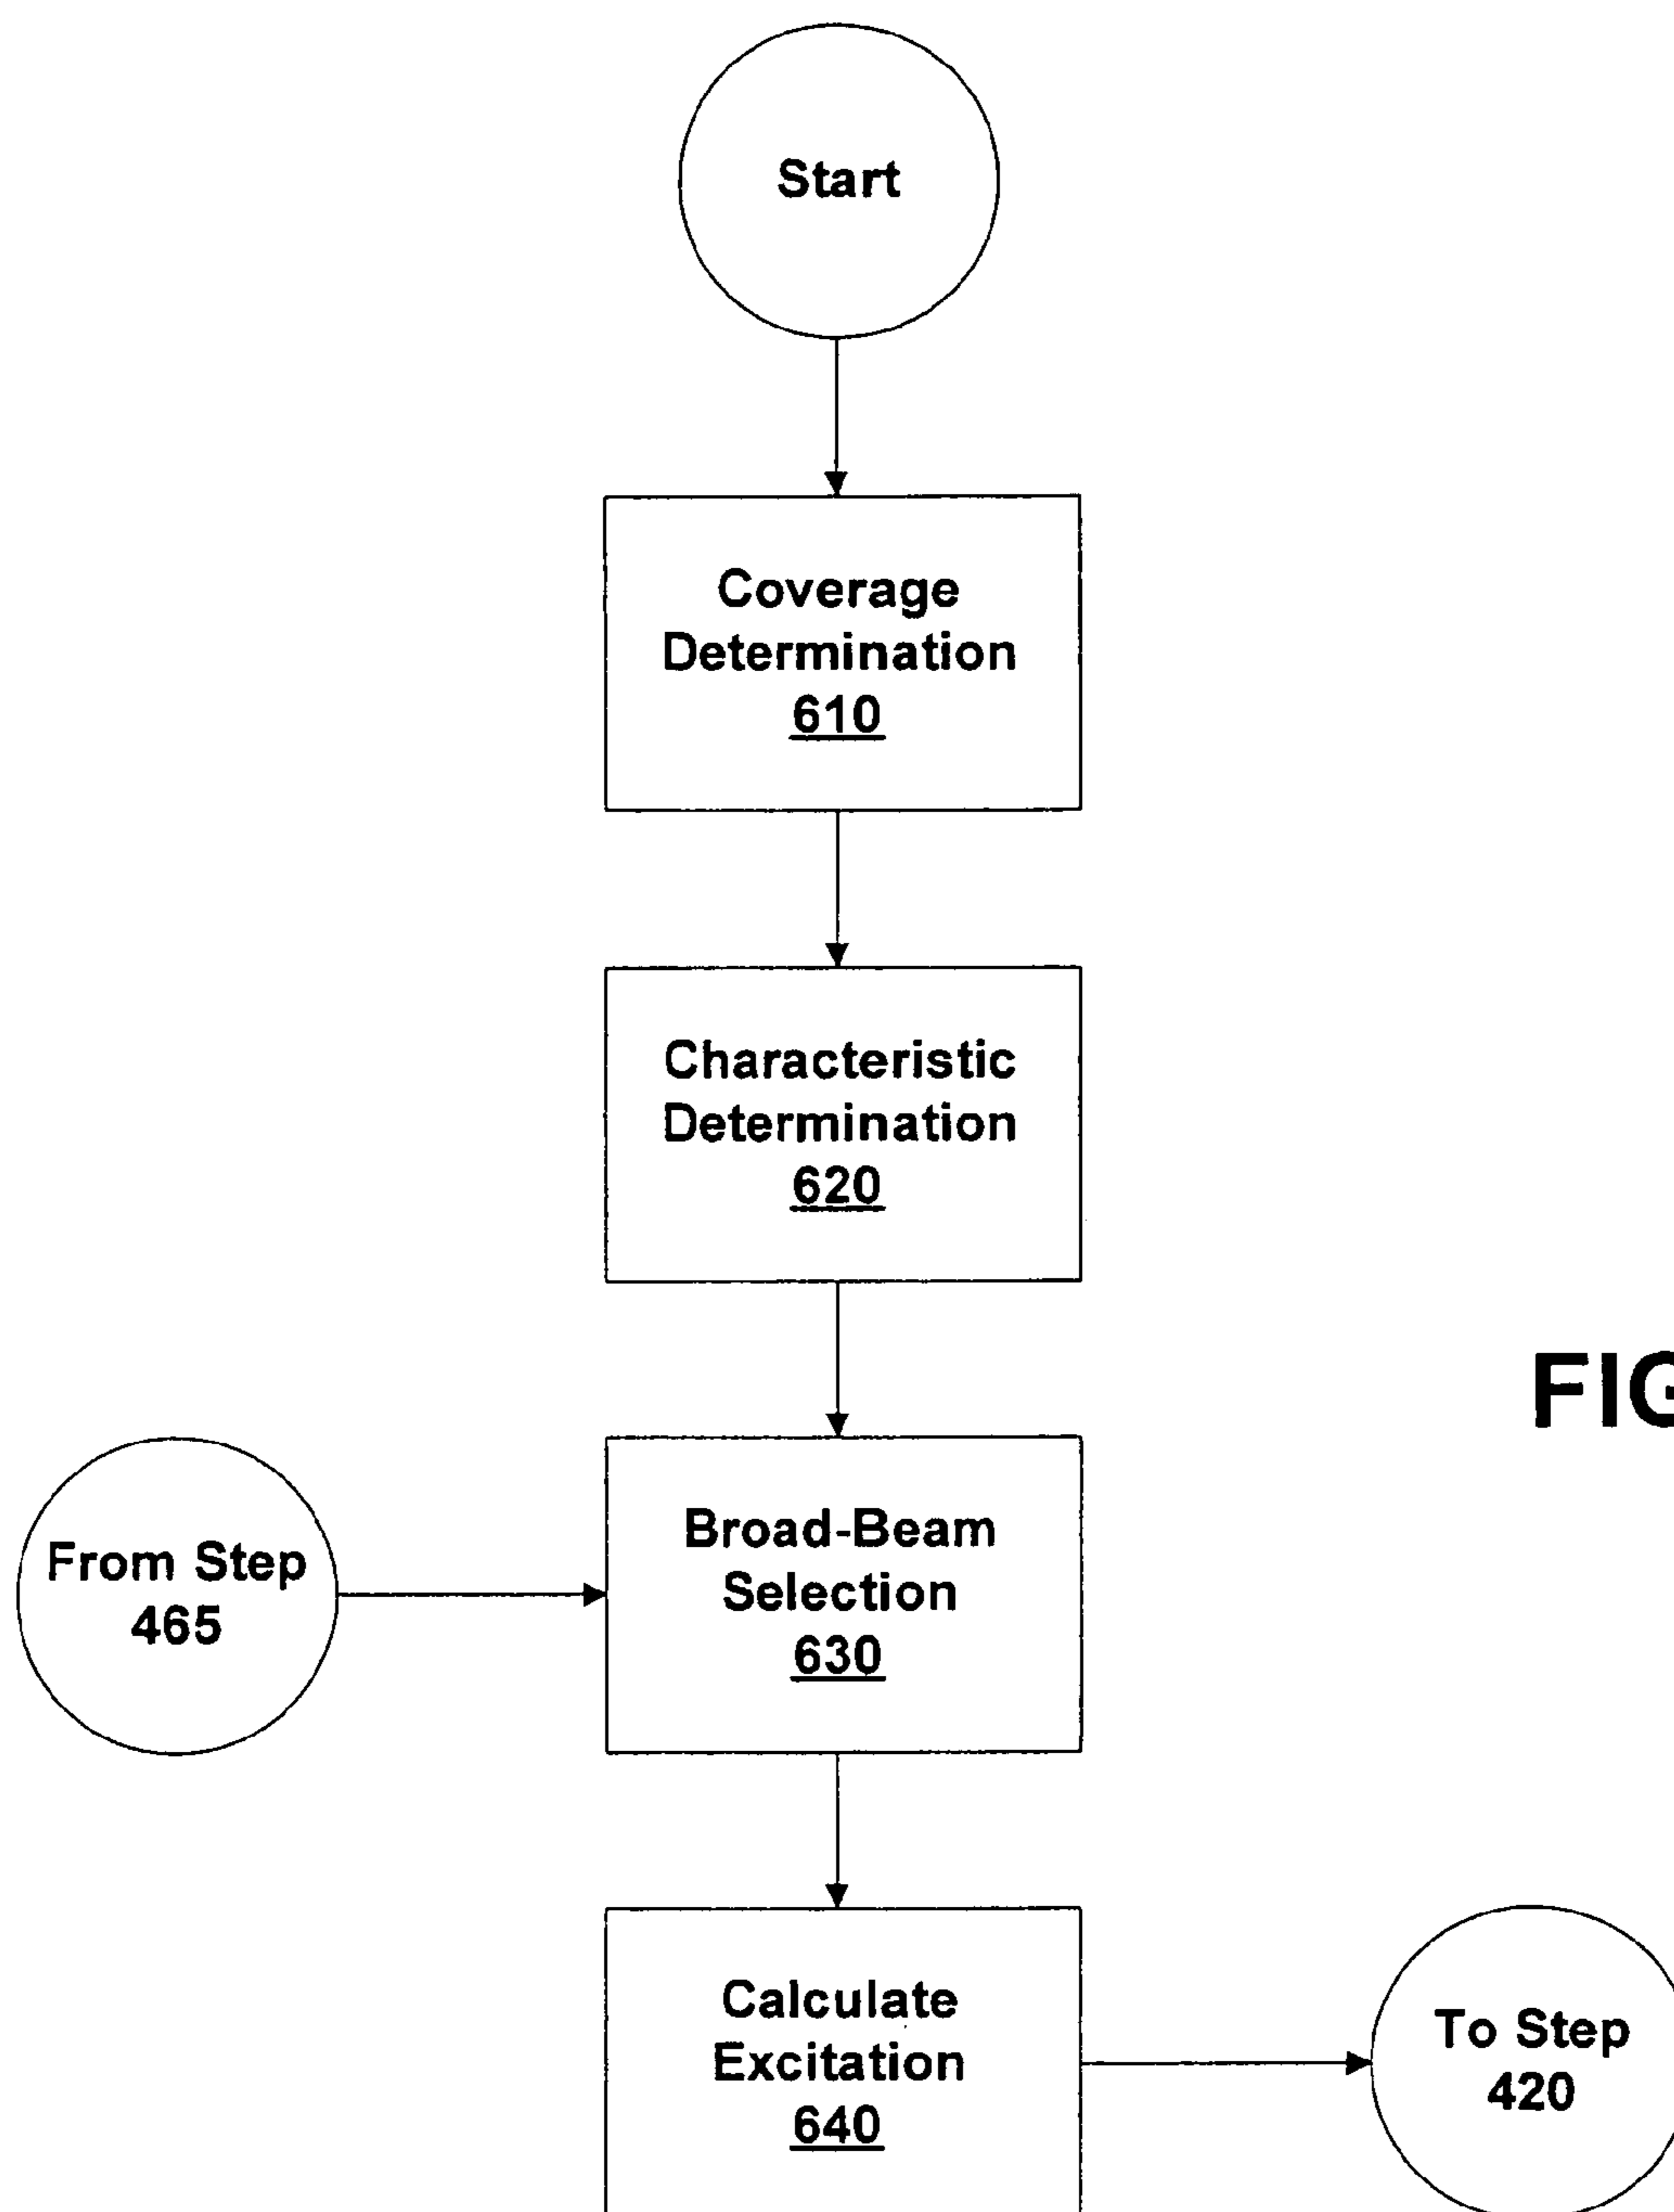 Start
Coverage
Determination
610
Characteristic
Determination
620
FIG
From Step
465
Broad-Beam
Selection
630
Calculate
Excitation
640
To Step
420